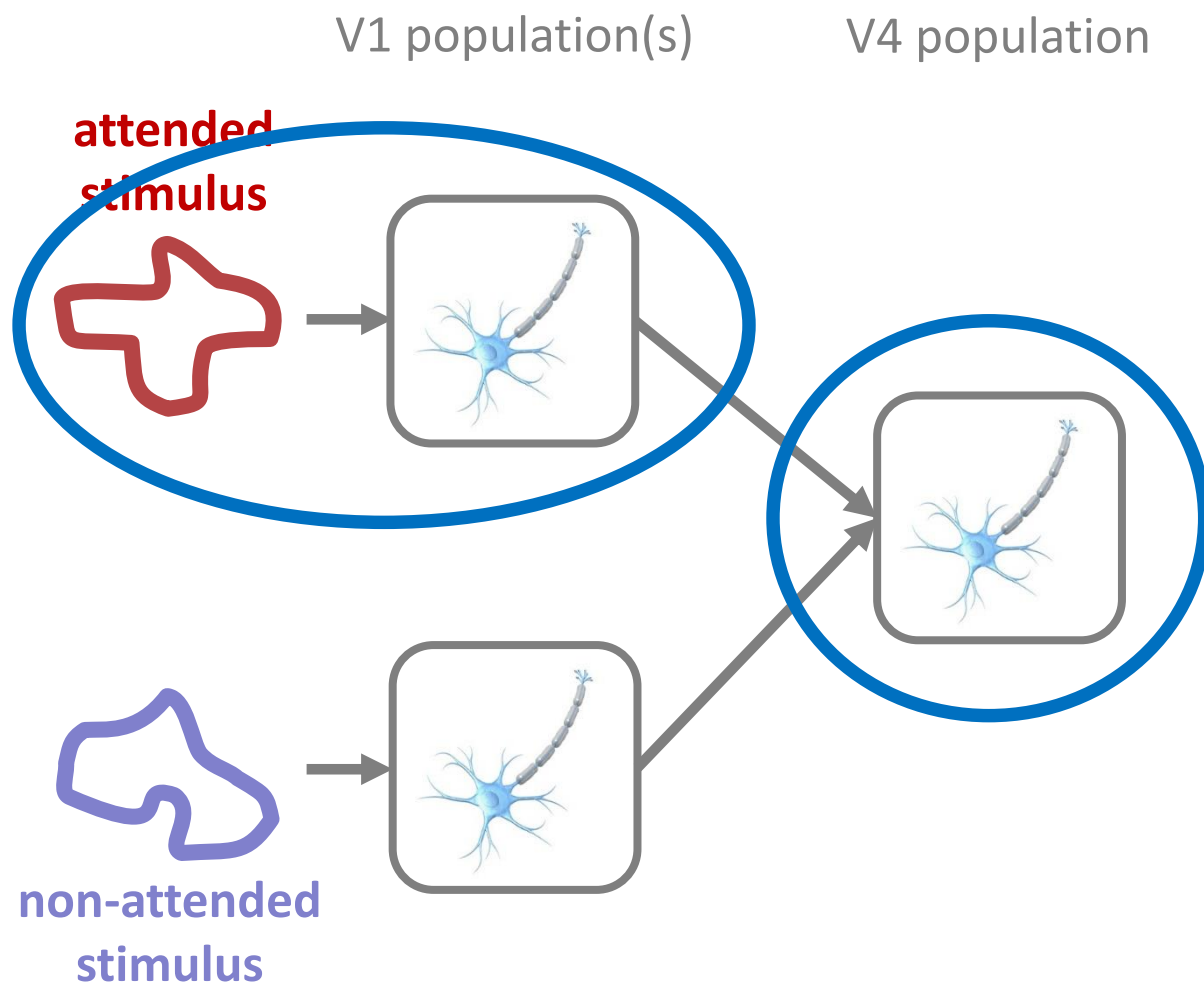 V1 population(s)
V4 population
attended
stimulus
non-attended
stimulus